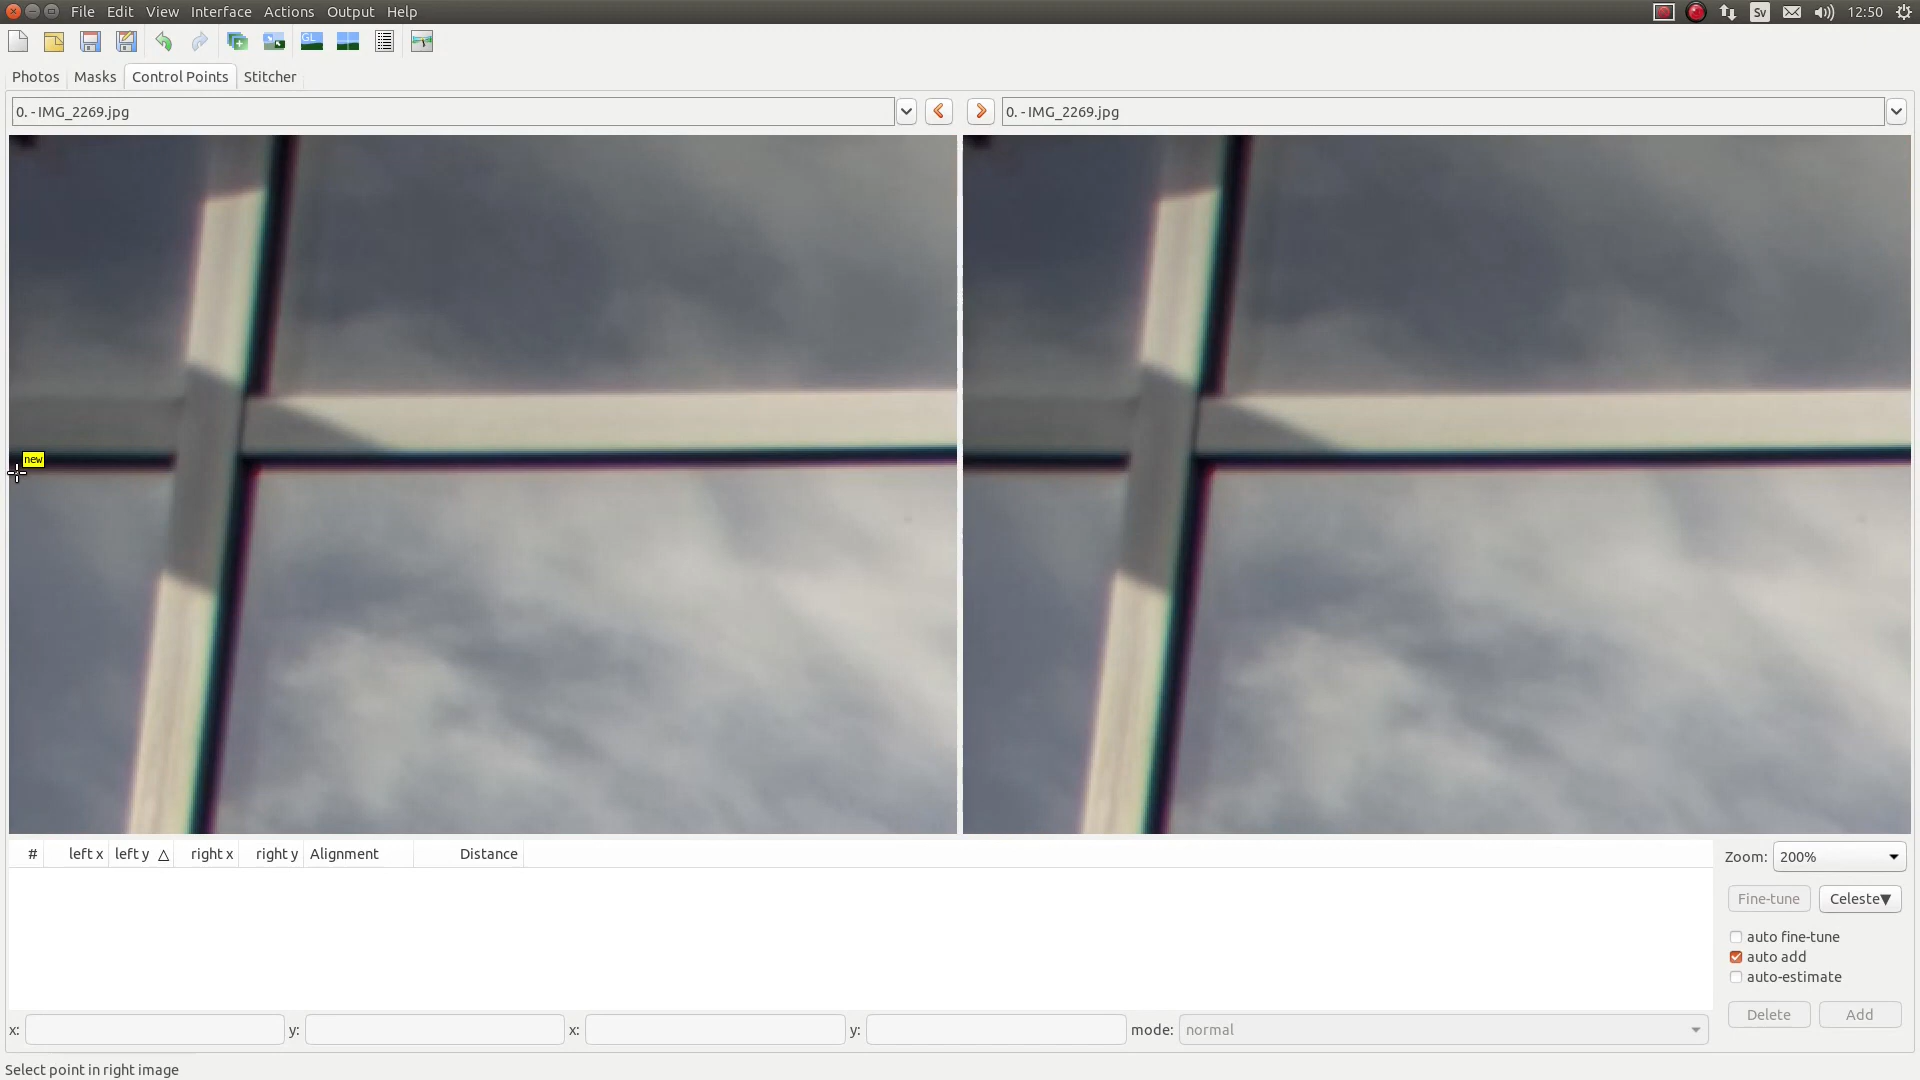 File Edit View Interface Actions Output Help
Sv 12:50
GL
Photos Masks Control Points Stitcher
0. - IMG_2269.jpg
0. - IMG_2269.jpg
new
# left x left y △ right x right y Alignment Distance
Zoom: 200%
Fine-tune Celeste▼
auto fine-tune
auto add
auto-estimate
Delete Add
x: y: x: y: mode: normal
Select point in right image